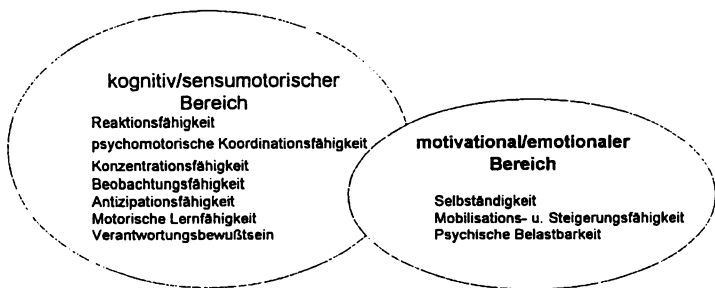 kognitiv/sensumotorischer
Bereich
Reaktionsfähigkeit
psychomotorische Koordinationsfähigkeit
Konzentrationsfähigkeit
Beobachtungsfähigkeit
Antizipationsfähigkeit
Motorische Lernfähigkeit
Verantwortungsbewußtsein
motivational/emotionaler
Bereich
Selbständigkeit
Mobilisations- u. Steigerungsfähigkeit
Psychische Belastbarkeit